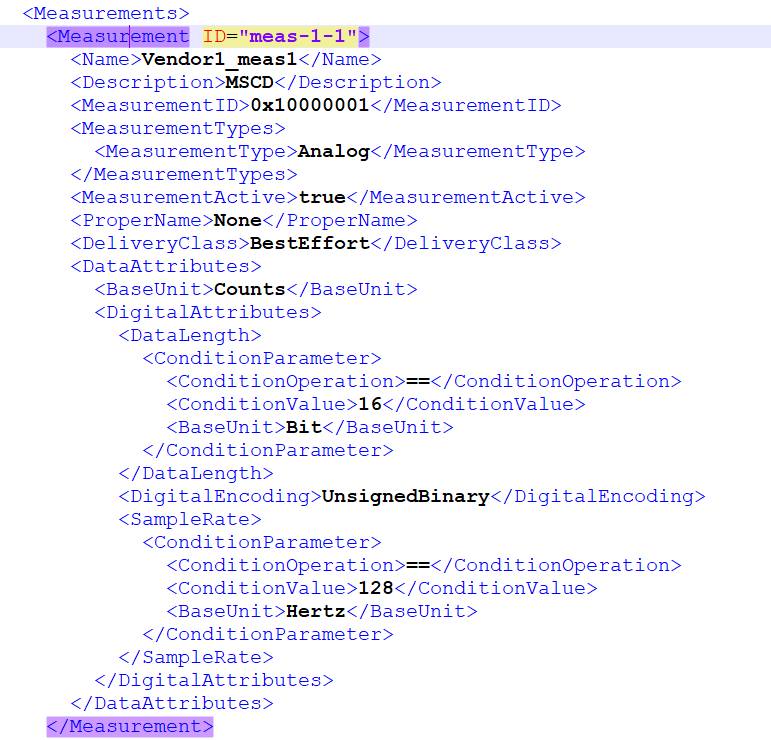 <Measurements>
<Measurement ID="meas-1-1">
<Name>Vendor1_meas1</Name>
<Description>MSCD</Description>
<MeasurementID>0x10000001</MeasurementID>
<MeasurementTypes>
<MeasurementType>Analog</MeasurementType>
</MeasurementTypes>
<MeasurementActive>true</MeasurementActive>
<ProperName>None</ProperName>
<DeliveryClass>BestEffort</DeliveryClass>
<DataAttributes>
<BaseUnit>Counts</BaseUnit>
<DigitalAttributes>
<DataLength>
<ConditionParameter>
<ConditionOperation>==</ConditionOperation>
<ConditionValue>16</ConditionValue>
<BaseUnit>Bit</BaseUnit>
</ConditionParameter>
</DataLength>
<DigitalEncoding>UnsignedBinary</DigitalEncoding>
<SampleRate>
<ConditionParameter>
<ConditionOperation>==</ConditionOperation>
<ConditionValue>128</ConditionValue>
<BaseUnit>Hertz</BaseUnit>
</ConditionParameter>
</SampleRate>
</DigitalAttributes>
</DataAttributes>
</Measurement>